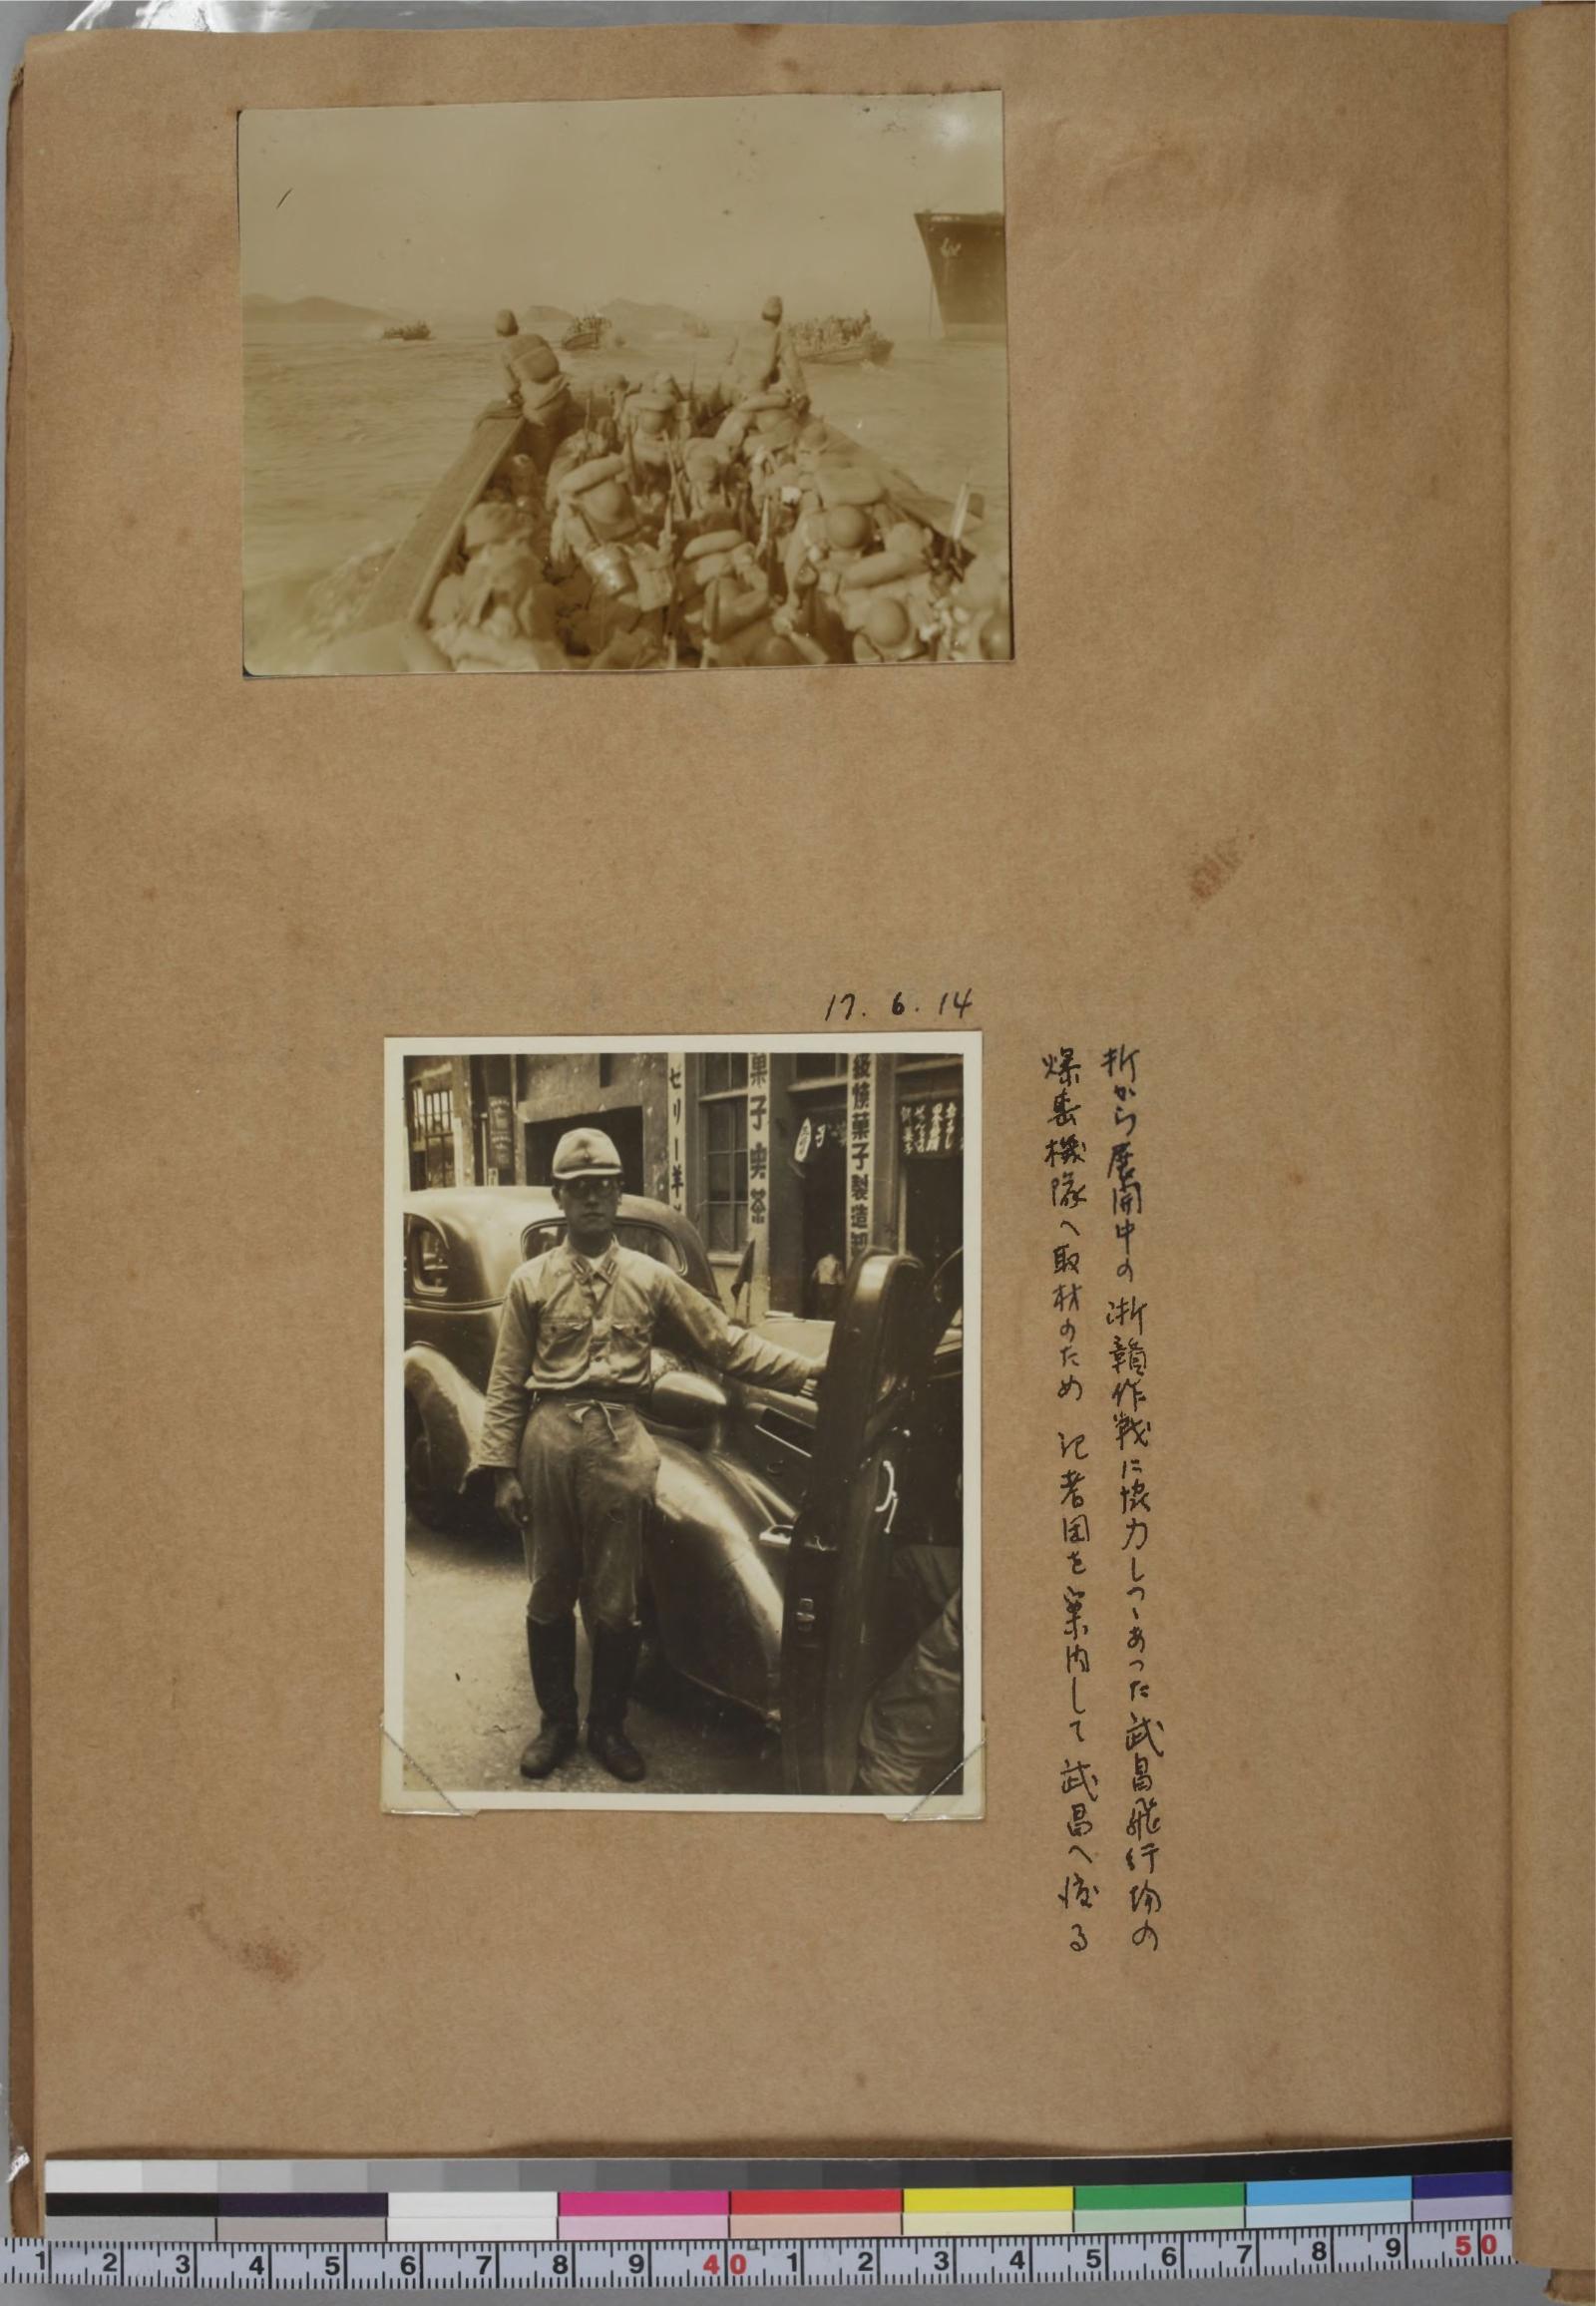 17. 6. 14
折から展開中の 浙贛作戦に協力しつゝあった 武昌飛行場の
爆撃機隊へ取材のため 記者団を案内して 武昌へ渡る
級焼菓子製造卸
菓子喫茶
セリー羊
1 2 3 4 5 6 7 8 9 40 1 2 3 4 5 6 7 8 9 50